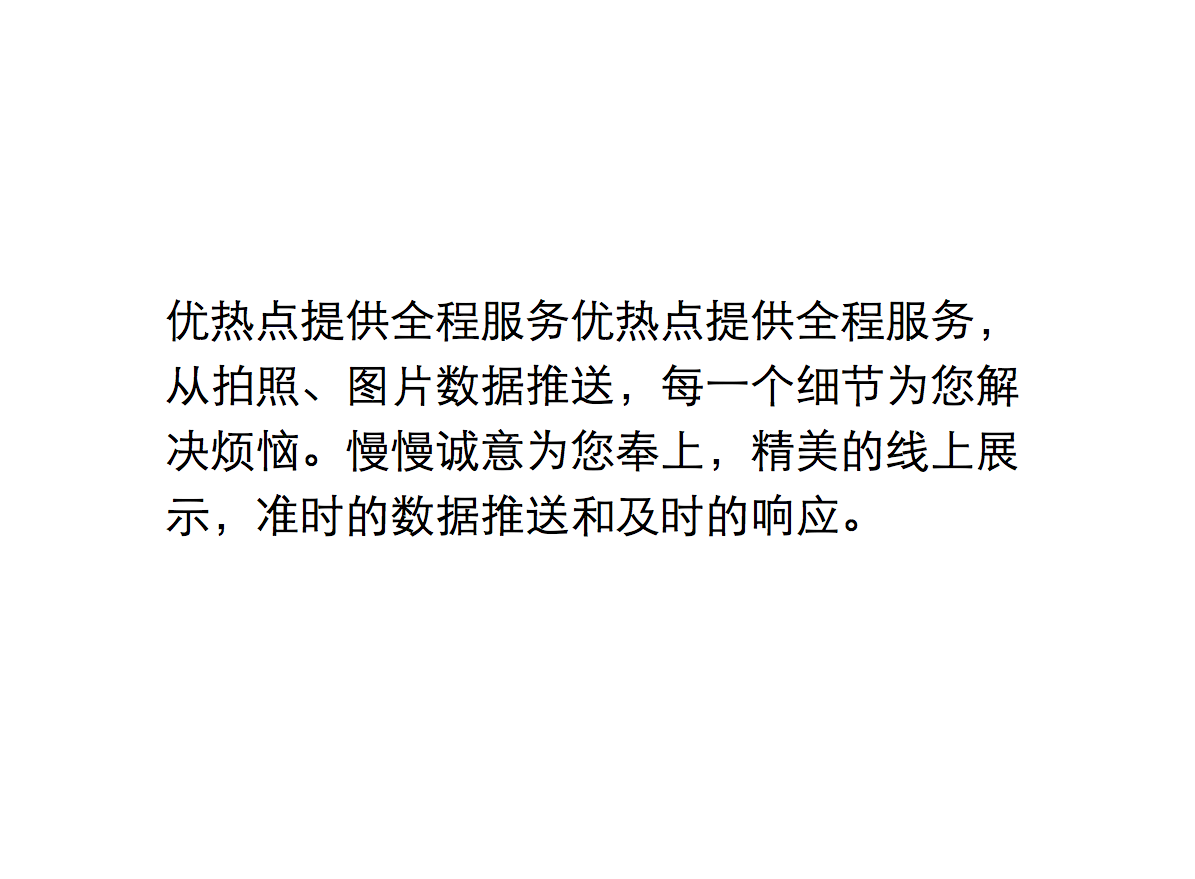 优热点提供全程服务优热点提供全程服务，
从拍照、图片数据推送，每一个细节为您解
决烦恼。慢慢诚意为您奉上，精美的线上展
示，准时的数据推送和及时的响应。